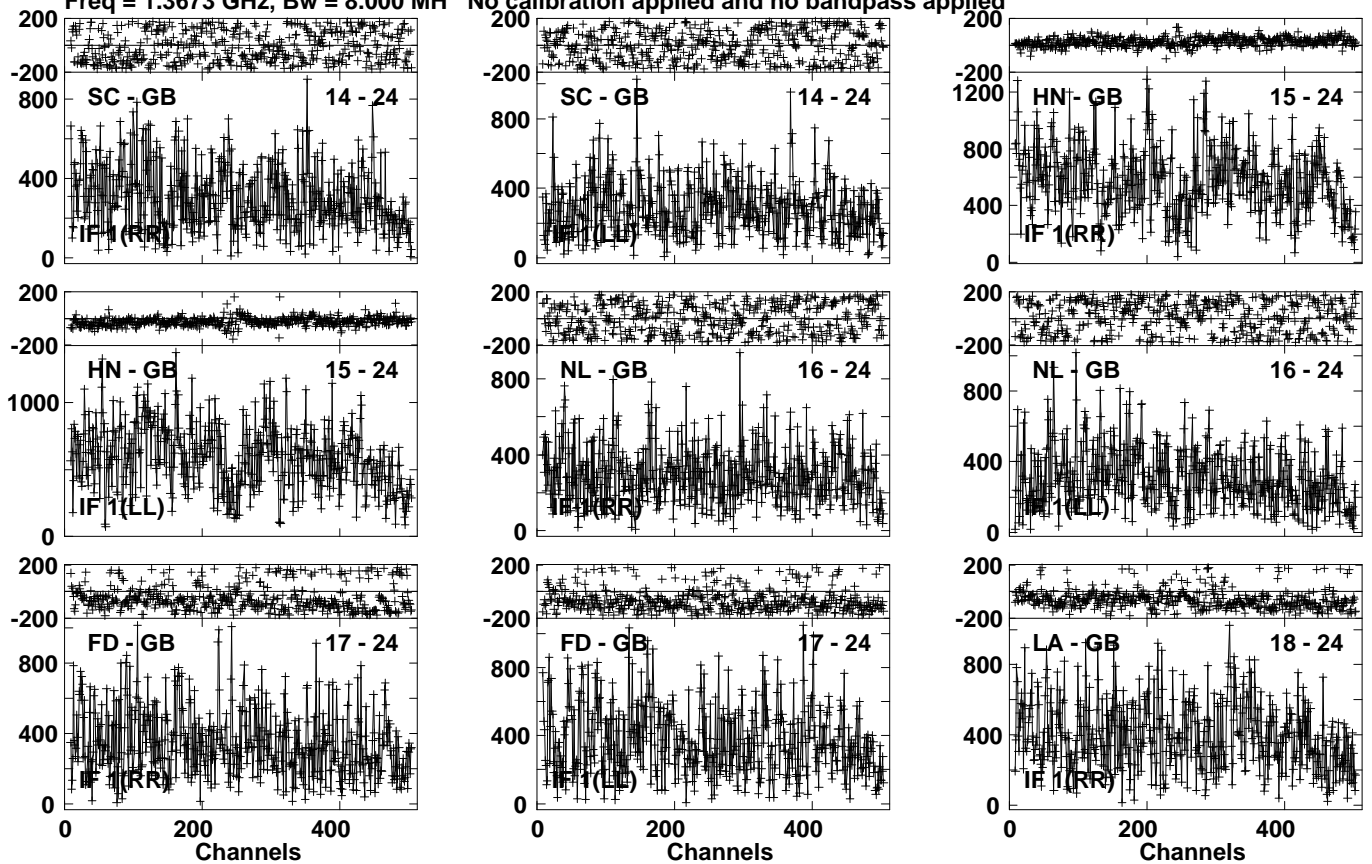 Freq = 1.3673 GHz, Bw = 8.000 MH No calibration applied and no bandpass applied
200 200
-200 -200 -200
SC - GB 14 - 24 SC - GB 14 - 24 HN - GB 15 - 24
800 800 1200
800
400 400
400
IF 1(RR) IF 1(LL) IF 1(RR)
0 0 0
200 200 200
-200 -200 -200
HN - GB 15 - 24 NL - GB 16 - 24 NL - GB 16 - 24
1000 800 800
400 400
IF 1(LL) IF 1(RR) IF 1(LL)
0 0 0
200 200 200
-200 -200 -200
FD - GB 17 - 24 FD - GB 17 - 24 LA - GB 18 - 24
800 800 800
400 400 400
IF 1(RR) IF 1(LL) IF 1(RR)
0 0 0
0 200 400 0 200 400 0 200 400
Channels Channels Channels